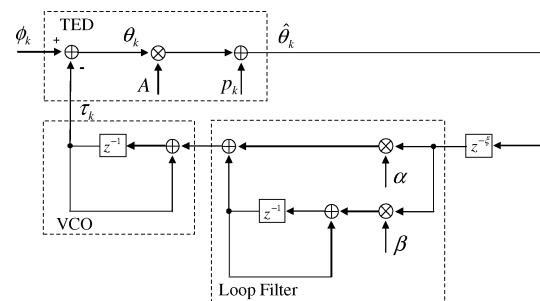 TED
ϕ_k
+
-
θ_k
A
p_k
θ̂_k
τ_k
z^{-1}
VCO
α
z^{-ξ}
z^{-1}
β
Loop Filter